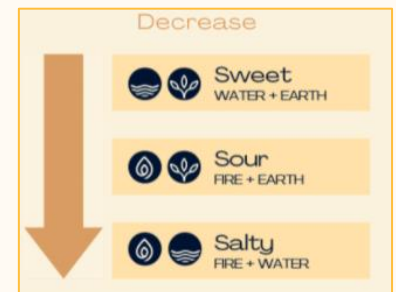 Decrease
Sweet
WATER + EARTH
Sour
FIRE + EARTH
Salty
FIRE + WATER